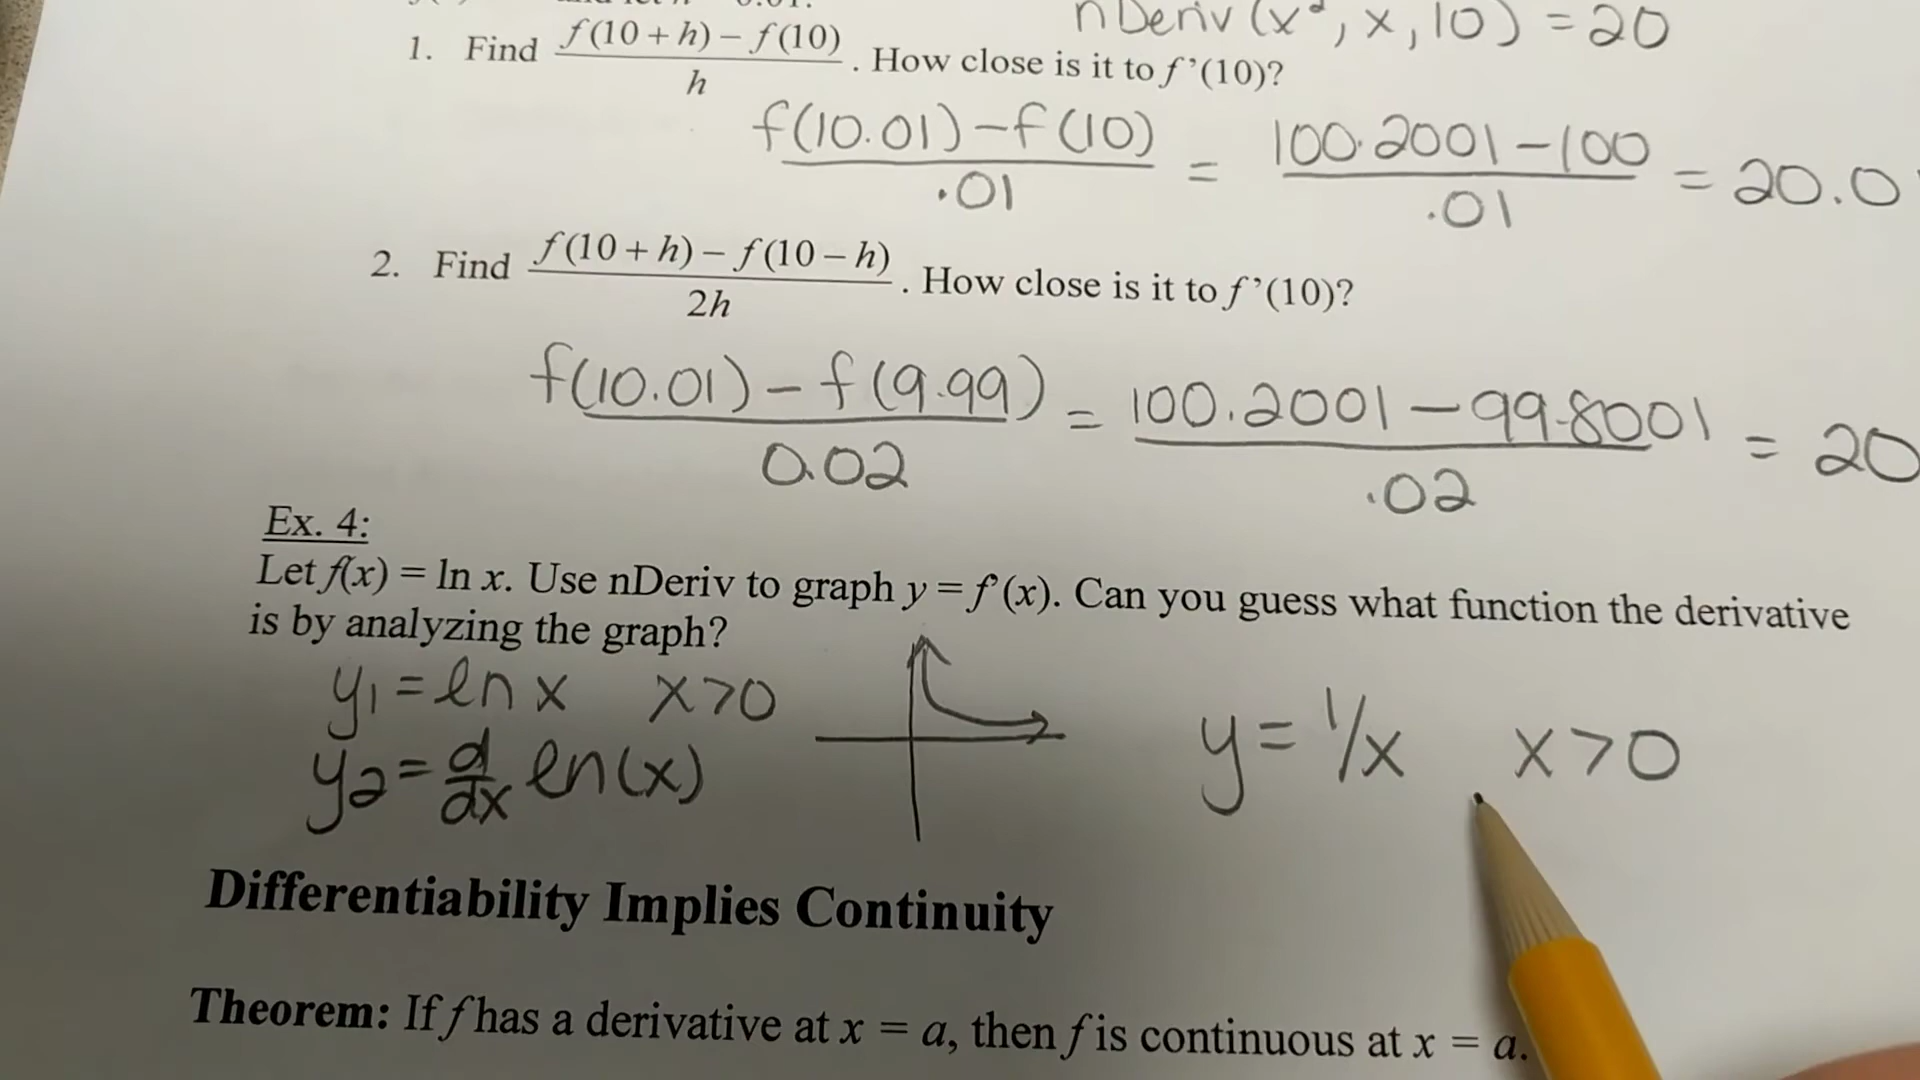 nDeriv (x², x, 10) = 20
1. Find f(10 + h) – f(10) / h . How close is it to f’(10)?
f(10.01) – f(10) / .01 = 100.2001 – 100 / .01 = 20.0
2. Find f(10 + h) – f(10 – h) / 2h . How close is it to f’(10)?
f(10.01) – f(9.99) / 0.02 = 100.2001 – 99.8001 / .02 = 20
Ex. 4:
Let f(x) = ln x. Use nDeriv to graph y = f’(x). Can you guess what function the derivative
is by analyzing the graph?
y₁ = ln x x>0
y₂ = d/dx ln(x)
y = 1/x x>0
Differentiability Implies Continuity
Theorem: If f has a derivative at x = a, then f is continuous at x = a.